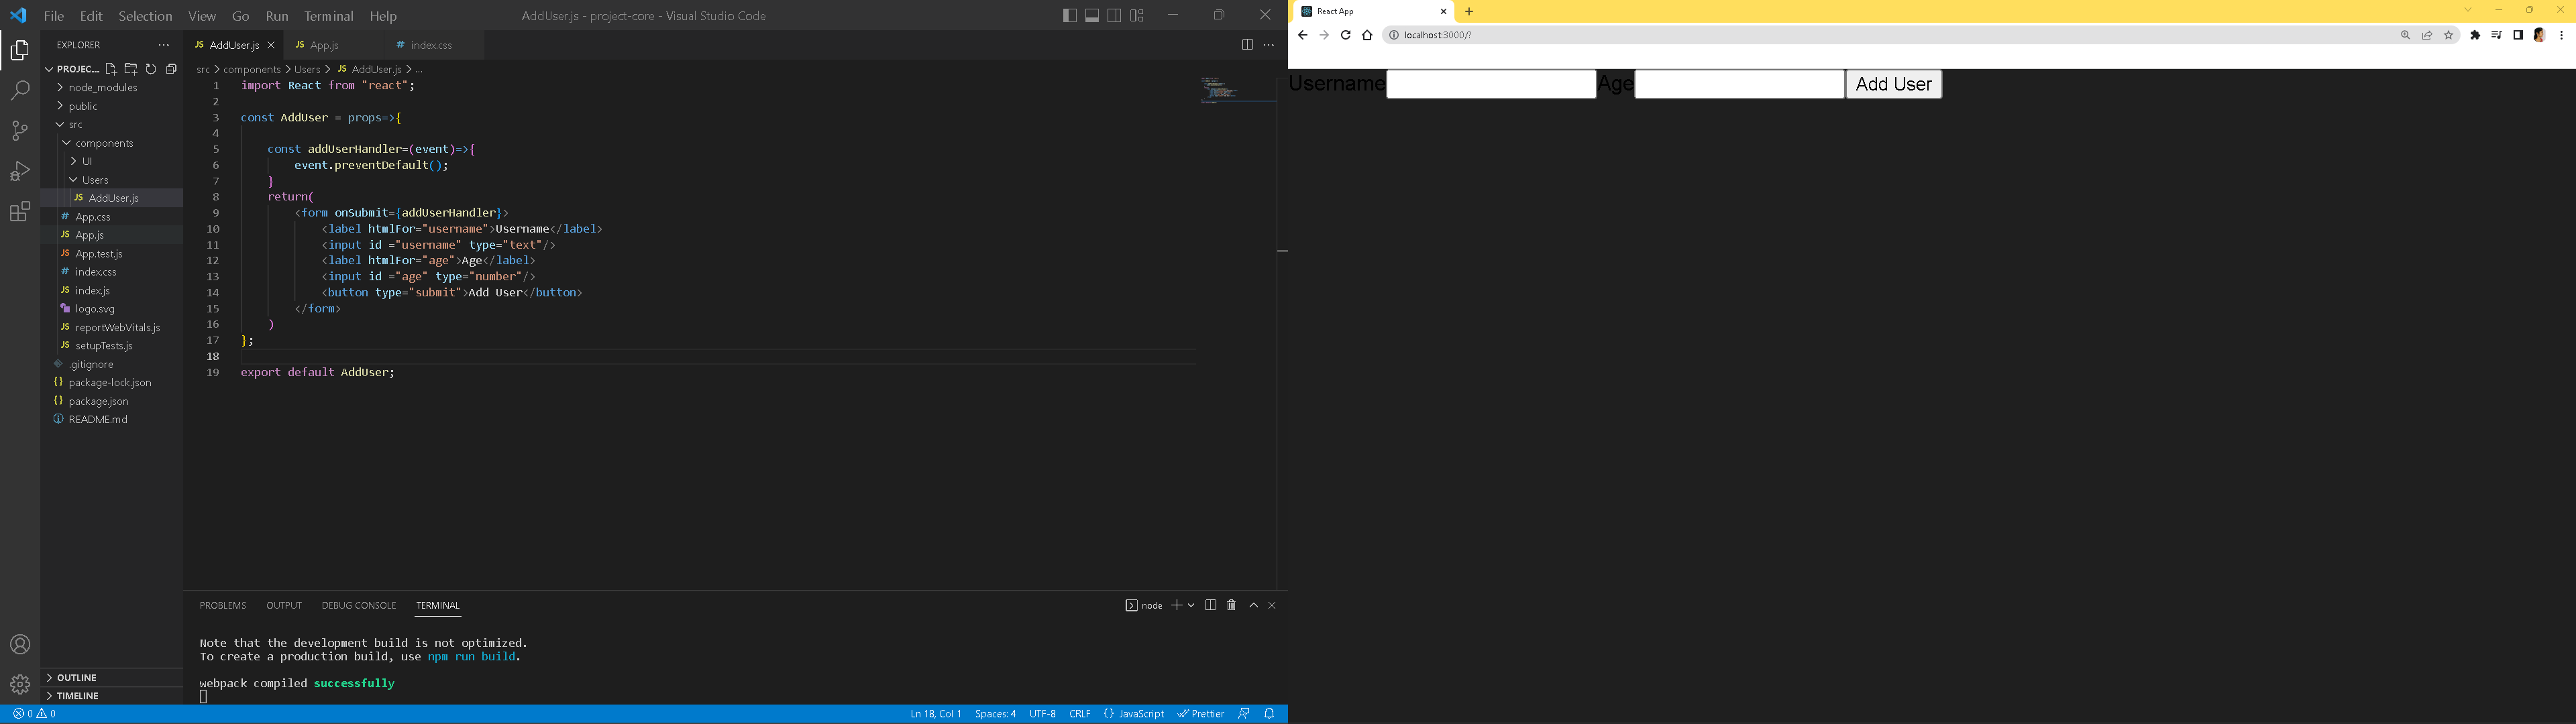 File Edit Selection View Go Run Terminal Help
AddUser.js - project-core - Visual Studio Code
EXPLORER
PROJEC...
node_modules
public
src
components
UI
Users
JS AddUser.js
# App.css
JS App.js
JS App.test.js
# index.css
JS index.js
logo.svg
JS reportWebVitals.js
JS setupTests.js
.gitignore
{} package-lock.json
{} package.json
README.md
OUTLINE
TIMELINE
JS AddUser.js
JS App.js
# index.css
src > components > Users > JS AddUser.js > ...
1 import React from "react";
2
3 const AddUser = props=>{
4
5 const addUserHandler=(event)=>{
6 event.preventDefault();
7 }
8 return(
9 <form onSubmit={addUserHandler}>
10 <label htmlFor="username">Username</label>
11 <input id ="username" type="text"/>
12 <label htmlFor="age">Age</label>
13 <input id ="age" type="number"/>
14 <button type="submit">Add User</button>
15 </form>
16 )
17 };
18
19 export default AddUser;
PROBLEMS OUTPUT DEBUG CONSOLE TERMINAL
node
Note that the development build is not optimized.
To create a production build, use npm run build.
webpack compiled successfully
0 0
Ln 18, Col 1 Spaces: 4 UTF-8 CRLF {} JavaScript Prettier
React App
localhost:3000/?
Username Age Add User